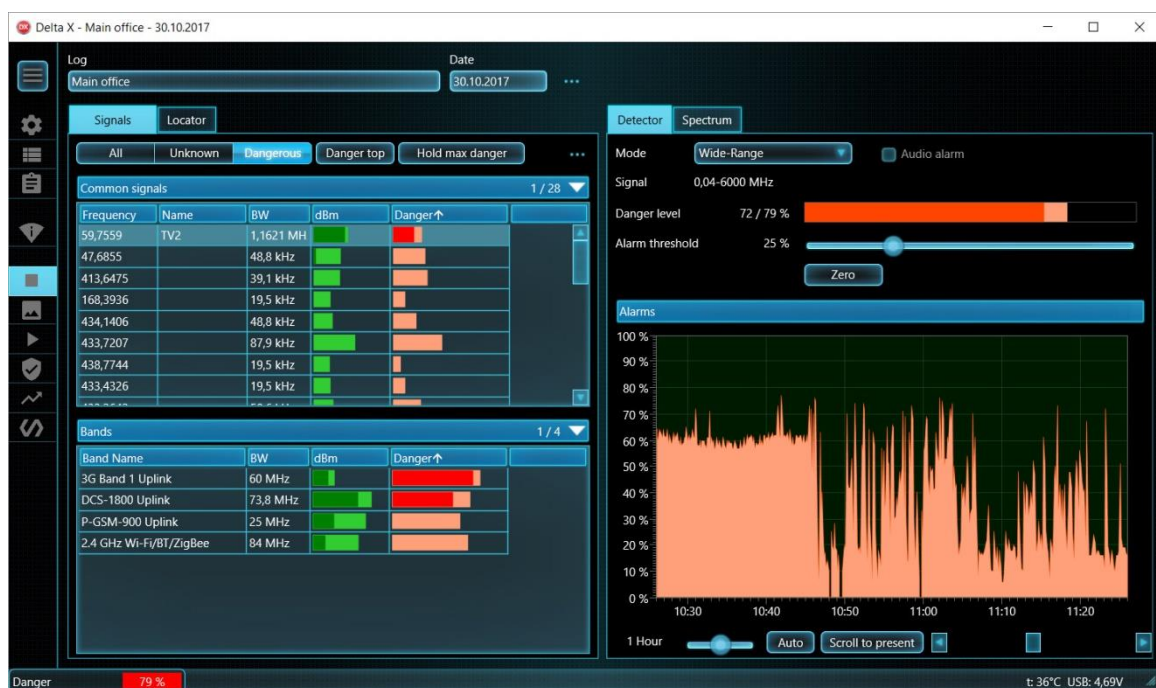 Delta X - Main office - 30.10.2017
Log
Date
Main office
30.10.2017
Signals
Locator
All
Unknown
Dangerous
Danger top
Hold max danger
Common signals
1 / 28
Frequency Name BW dBm Danger↑
59,7559 TV2 1,1621 MH
47,6855 48,8 kHz
413,6475 39,1 kHz
168,3936 19,5 kHz
434,1406 48,8 kHz
433,7207 87,9 kHz
438,7744 19,5 kHz
433,4326 19,5 kHz
Bands
1 / 4
Band Name BW dBm Danger↑
3G Band 1 Uplink 60 MHz
DCS-1800 Uplink 73,8 MHz
P-GSM-900 Uplink 25 MHz
2.4 GHz Wi-Fi/BT/ZigBee 84 MHz
Detector
Spectrum
Mode
Wide-Range
Audio alarm
Signal 0,04-6000 MHz
Danger level 72 / 79 %
Alarm threshold 25 %
Zero
Alarms
100 %
90 %
80 %
70 %
60 %
50 %
40 %
30 %
20 %
10 %
0 %
10:30 10:40 10:50 11:00 11:10 11:20
1 Hour
Auto
Scroll to present
Danger 79 %
t: 36°C USB: 4,69V